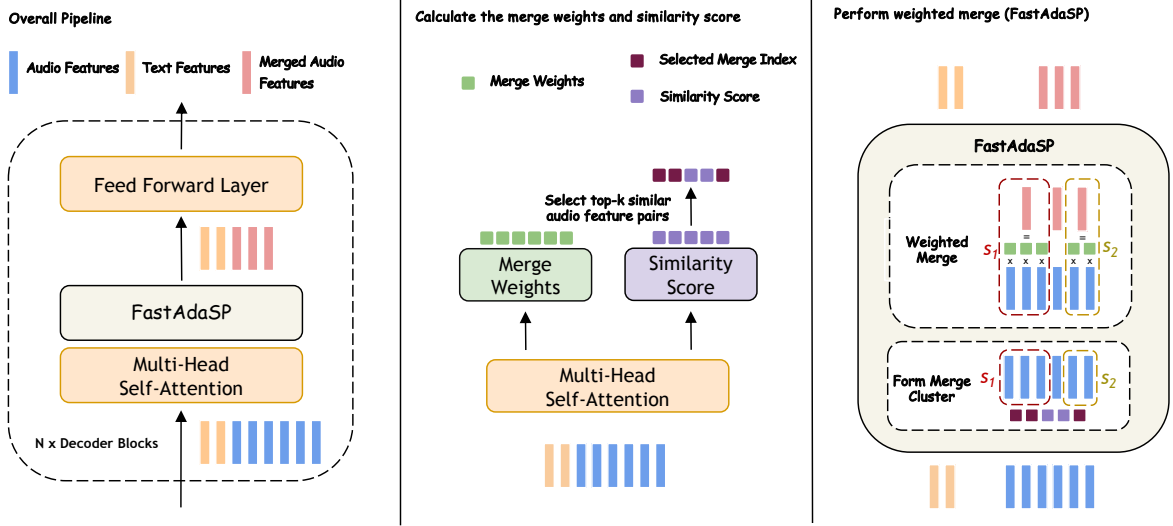 Overall Pipeline
Audio Features
Text Features
Merged Audio
Features
Feed Forward Layer
FastAdaSP
Multi-Head
Self-Attention
N x Decoder Blocks
Calculate the merge weights and similarity score
Merge Weights
Selected Merge Index
Similarity Score
Select top-k similar
audio feature pairs
Merge
Weights
Similarity
Score
Multi-Head
Self-Attention
Perform weighted merge (FastAdaSP)
FastAdaSP
Weighted
Merge
S1
= =
S2
x x x x x
Form Merge
Cluster
S1
S2